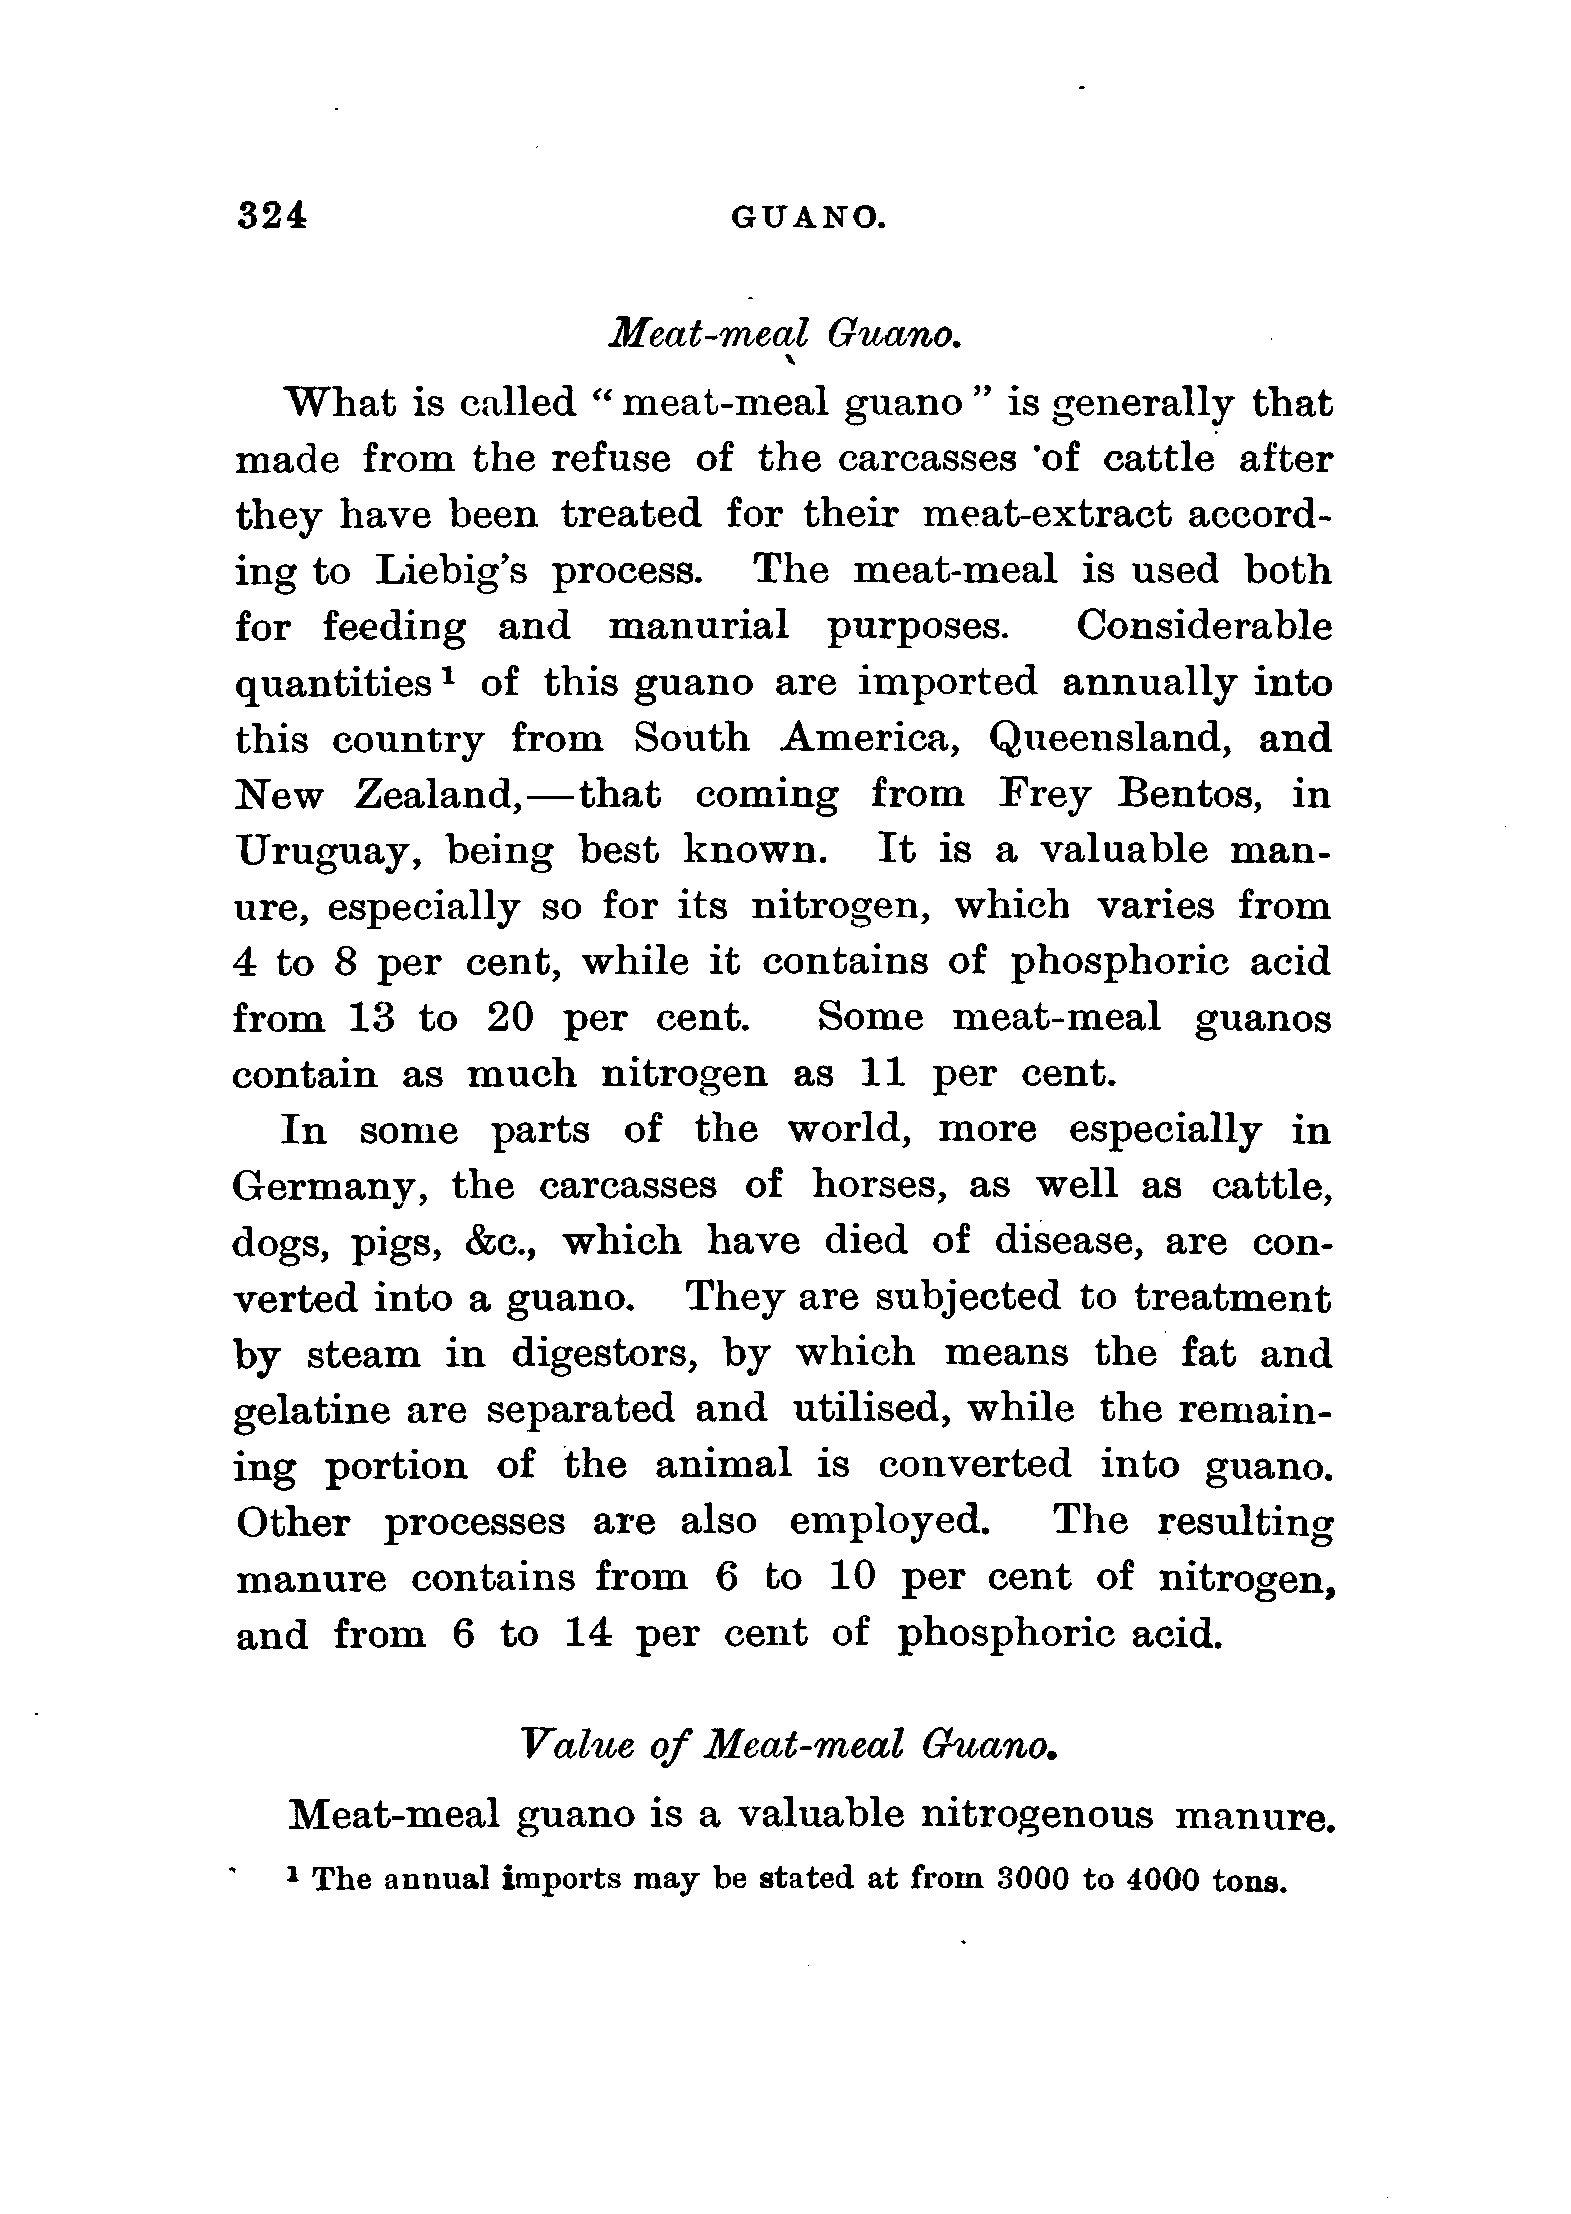 324 GUANO.
Meat-meal Guano.
What is called “ meat-meal guano ” is generally that
made from the refuse of the carcasses of cattle after
they have been treated for their meat-extract accord-
ing to Liebig’s process. The meat-meal is used both
for feeding and manurial purposes. Considerable
quantities ¹ of this guano are imported annually into
this country from South America, Queensland, and
New Zealand,—that coming from Frey Bentos, in
Uruguay, being best known. It is a valuable man-
ure, especially so for its nitrogen, which varies from
4 to 8 per cent, while it contains of phosphoric acid
from 13 to 20 per cent. Some meat-meal guanos
contain as much nitrogen as 11 per cent.
In some parts of the world, more especially in
Germany, the carcasses of horses, as well as cattle,
dogs, pigs, &c., which have died of disease, are con-
verted into a guano. They are subjected to treatment
by steam in digestors, by which means the fat and
gelatine are separated and utilised, while the remain-
ing portion of the animal is converted into guano.
Other processes are also employed. The resulting
manure contains from 6 to 10 per cent of nitrogen,
and from 6 to 14 per cent of phosphoric acid.
Value of Meat-meal Guano.
Meat-meal guano is a valuable nitrogenous manure.
¹ The annual imports may be stated at from 3000 to 4000 tons.